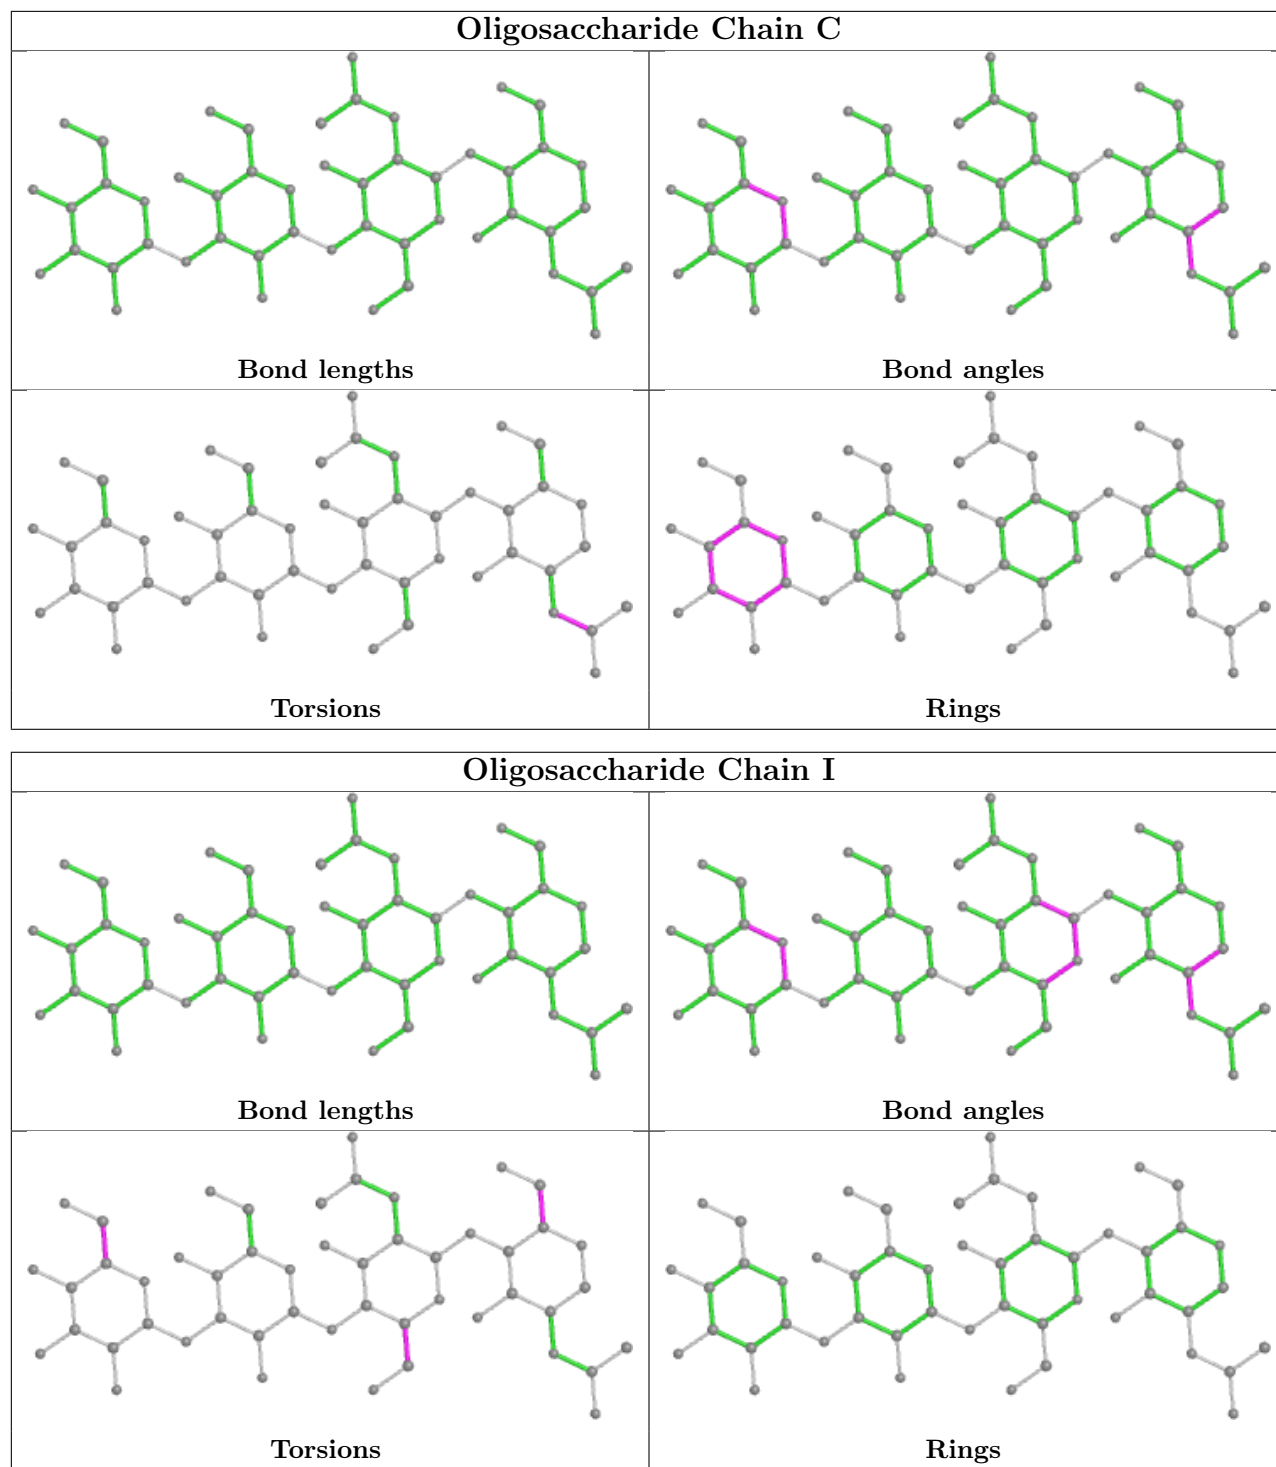 Oligosaccharide Chain C
Bond lengths
Bond angles
Torsions
Rings
Oligosaccharide Chain I
Bond lengths
Bond angles
Torsions
Rings